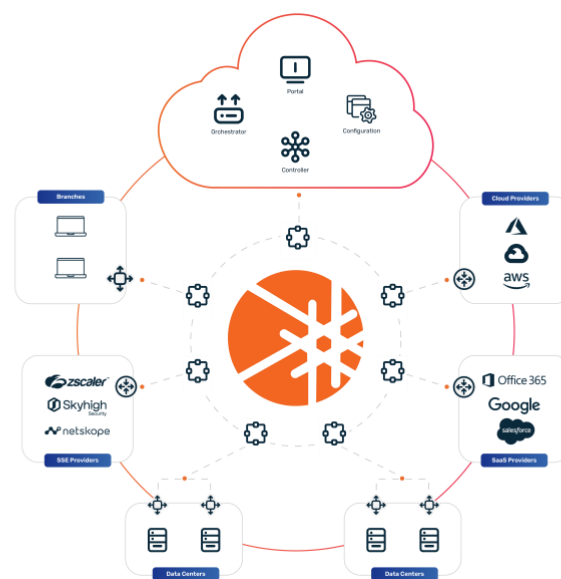 Portal
Orchestrator
Configuration
Controller
Branches
Cloud Providers
aws
zscaler
Skyhigh
Security
netskope
Office 365
Google
salesforce
SSE Providers
SaaS Providers
Data Centers
Data Centers